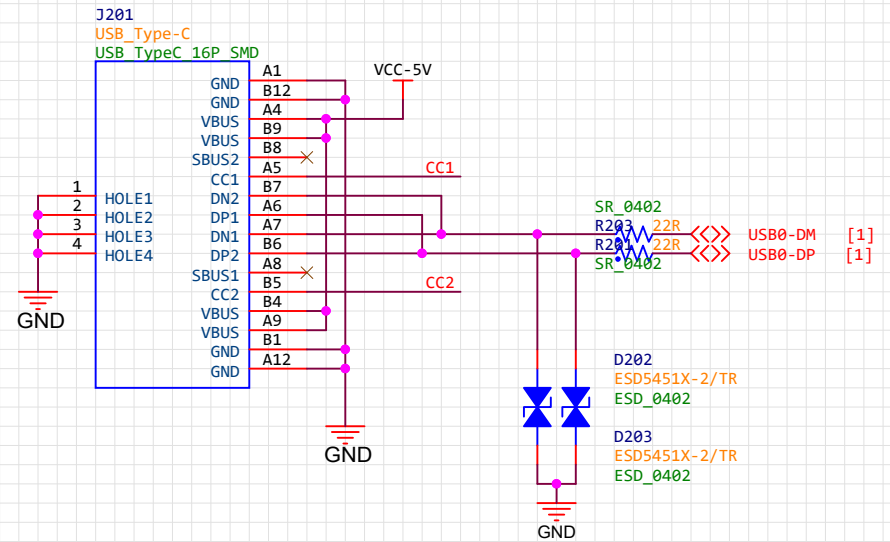 J201
USB_Type-C
USB_TypeC_16P_SMD
VCC-5V
GND A1
GND B12
VBUS A4
VBUS B9
SBUS2 B8
CC1 A5 CC1
DN2 B7
DP1 A6
DN1 A7
DP2 B6
SBUS1 A8
CC2 B5 CC2
VBUS B4
VBUS A9
GND B1
GND A12
1 HOLE1
2 HOLE2
3 HOLE3
4 HOLE4
GND
GND
SR_0402
R203 22R
USB0-DM [1]
R201 22R
USB0-DP [1]
SR_0402
D202
ESD5451X-2/TR
ESD_0402
D203
ESD5451X-2/TR
ESD_0402
GND